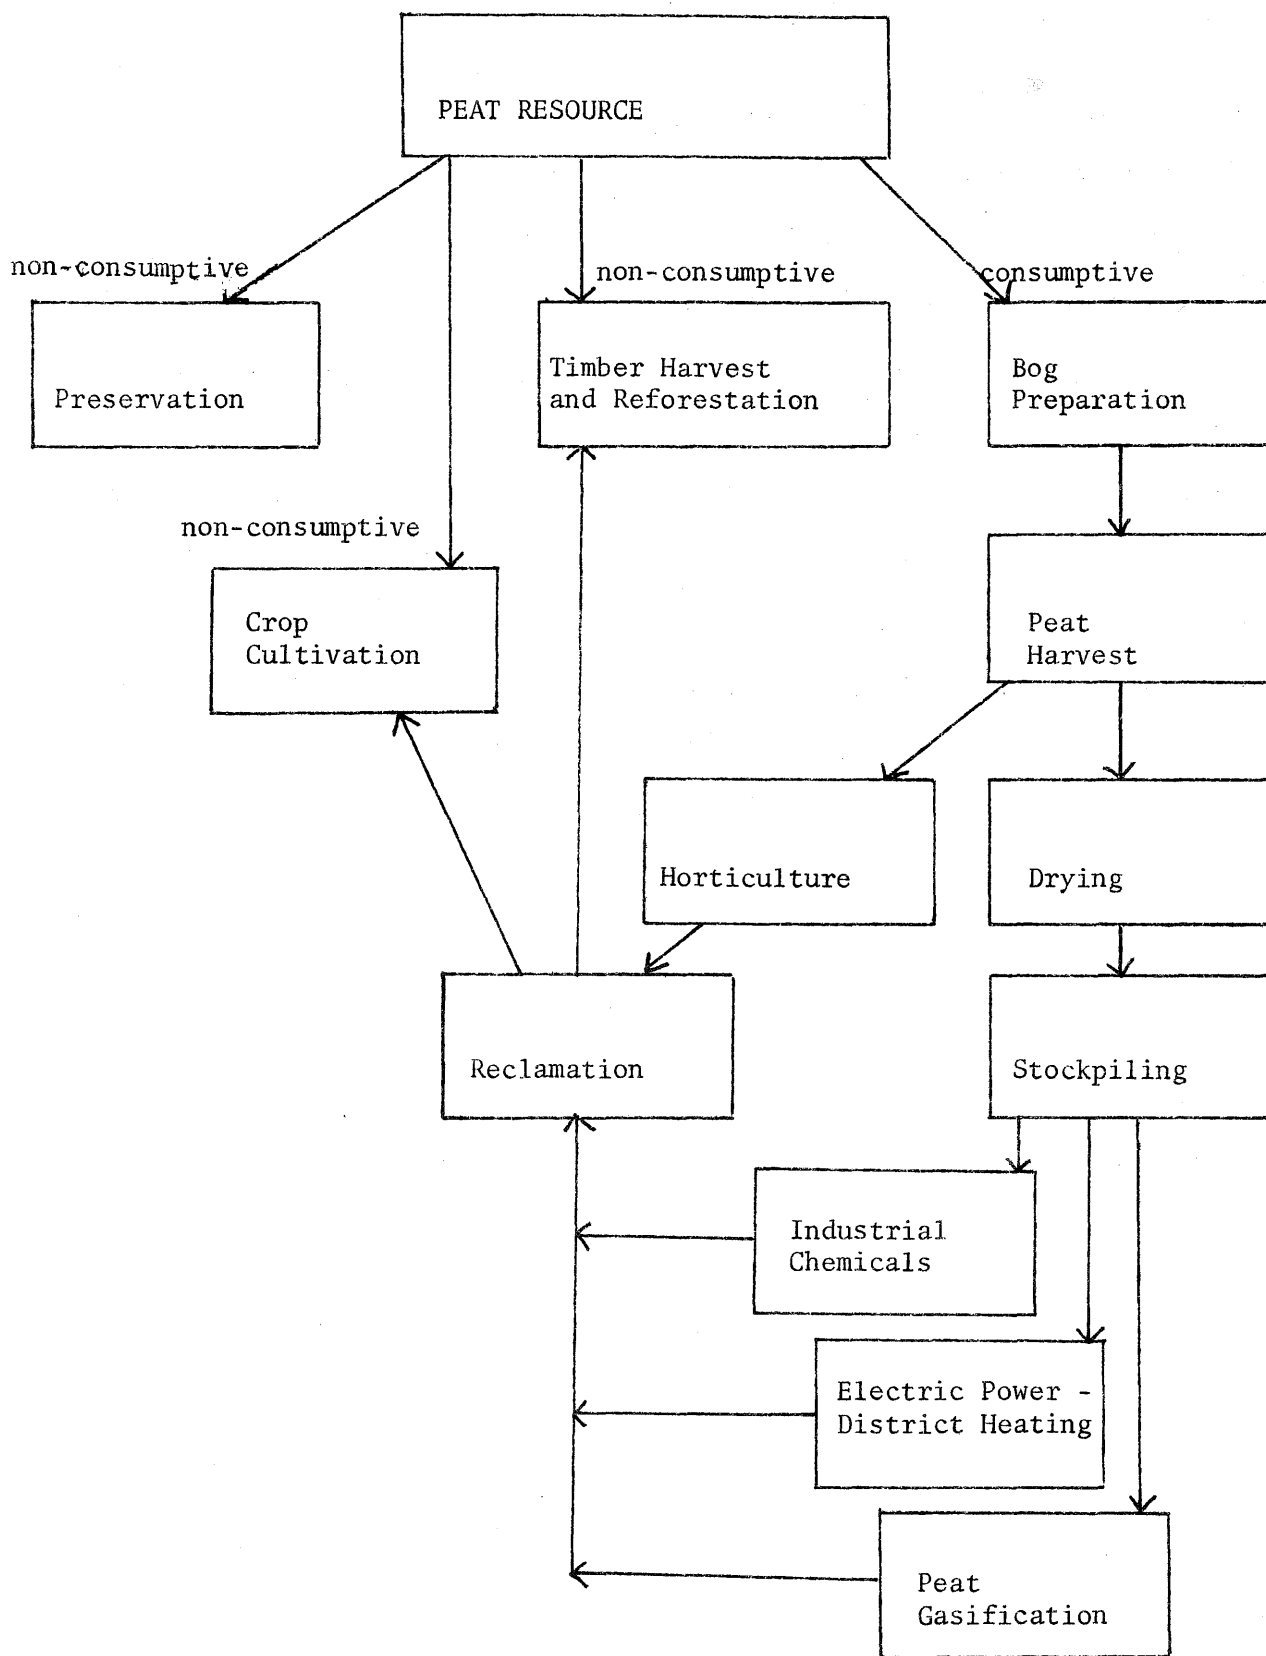 PEAT RESOURCE
non-consumptive
non-consumptive
consumptive
Preservation
Timber Harvest
and Reforestation
Bog
Preparation
non-consumptive
Crop
Cultivation
Peat
Harvest
Horticulture
Drying
Reclamation
Stockpiling
Industrial
Chemicals
Electric Power -
District Heating
Peat
Gasification